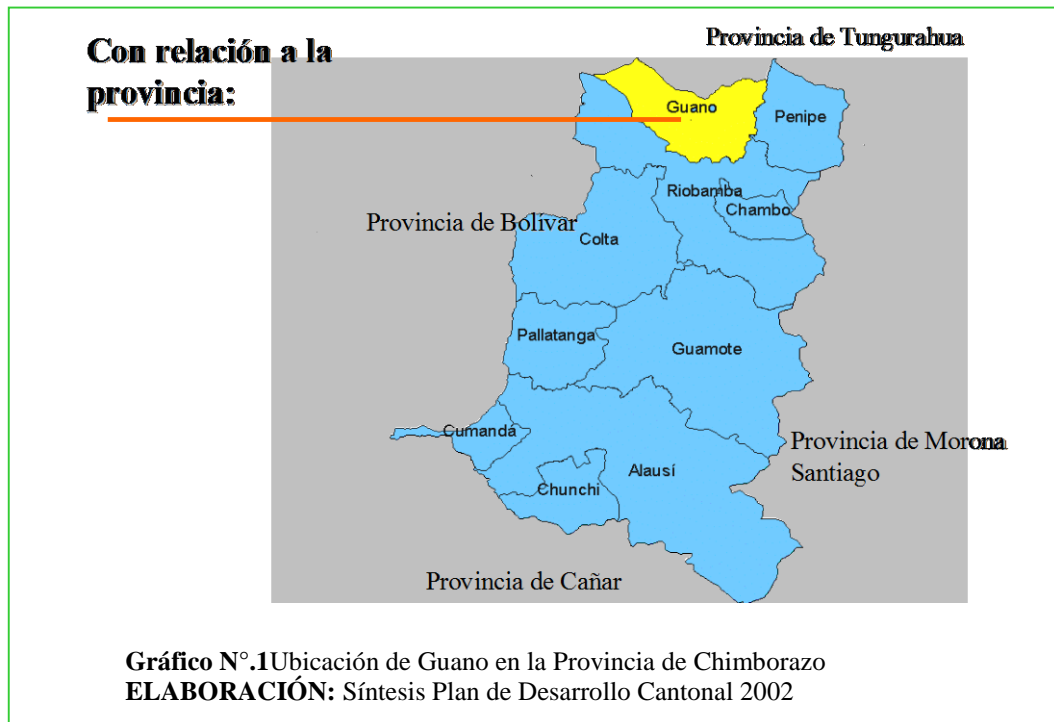 Con relación a la
provincia:
Provincia de Tungurahua
Guano
Penipe
Riobamba
Chambo
Provincia de Bolívar
Colta
Pallatanga
Guamote
Cumandá
Provincia de Morona
Santiago
Alausí
Chunchi
Provincia de Cañar
Gráfico N°.1Ubicación de Guano en la Provincia de Chimborazo
ELABORACIÓN: Síntesis Plan de Desarrollo Cantonal 2002